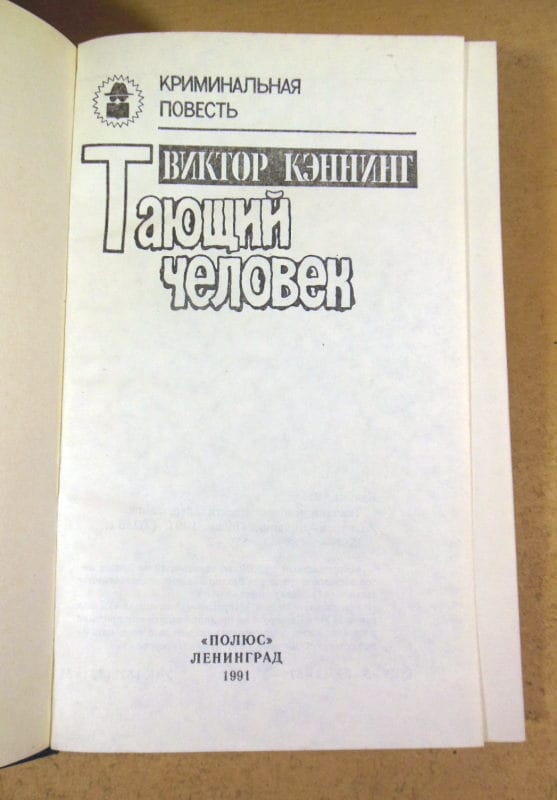 КРИМИНАЛЬНАЯ
ПОВЕСТЬ
ВИКТОР КЭННИНГ
Тающий
человек
«ПОЛЮС»
ЛЕНИНГРАД
1991